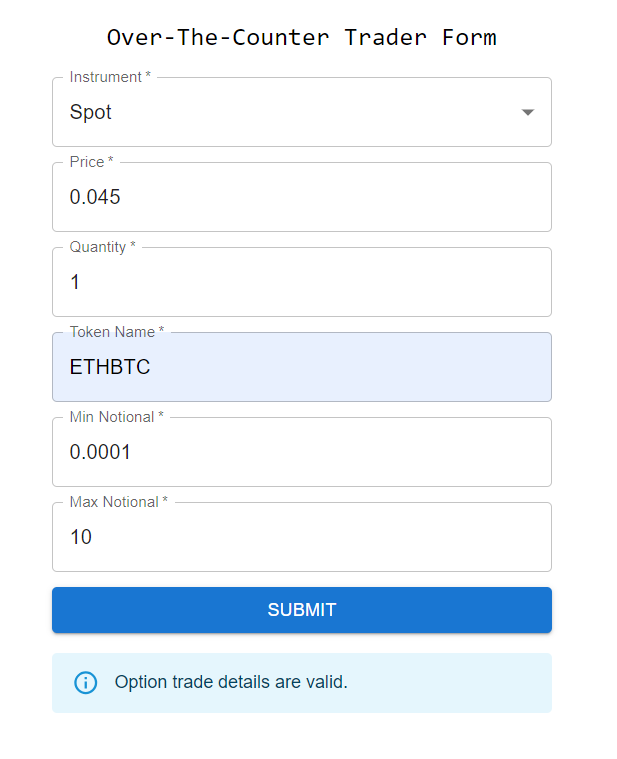 Over-The-Counter Trader Form
Instrument *
Spot
Price *
0.045
Quantity *
1
Token Name *
ETHBTC
Min Notional *
0.0001
Max Notional *
10
SUBMIT
Option trade details are valid.